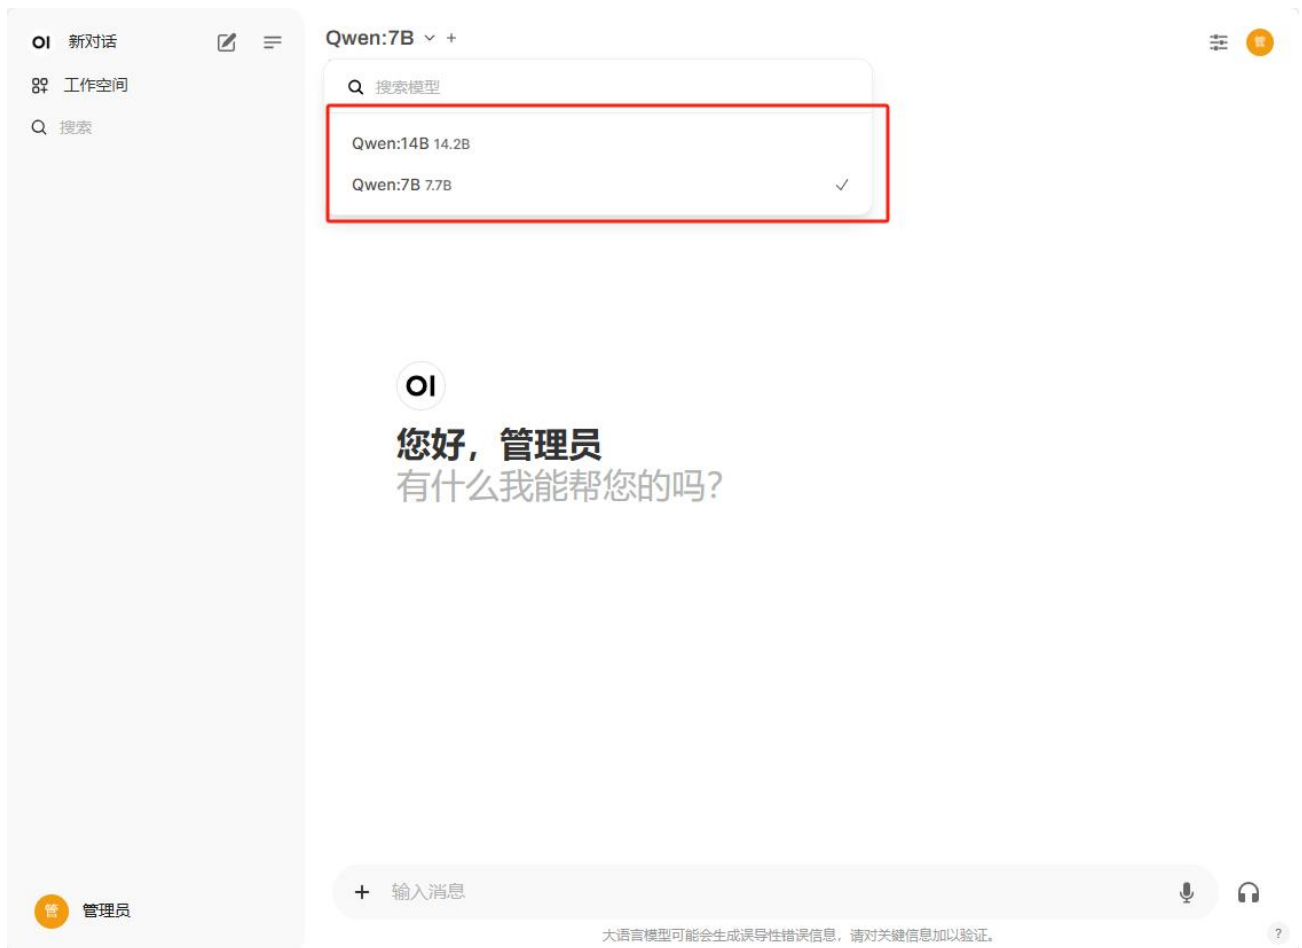 OI 新对话
工作空间
搜索
Qwen:7B
管
搜索模型
Qwen:14B 14.2B
Qwen:7B 7.7B
OI
您好，管理员
有什么我能帮您的吗？
输入消息
管 管理员
大语言模型可能会生成误导性错误信息，请对关键信息加以验证。
?